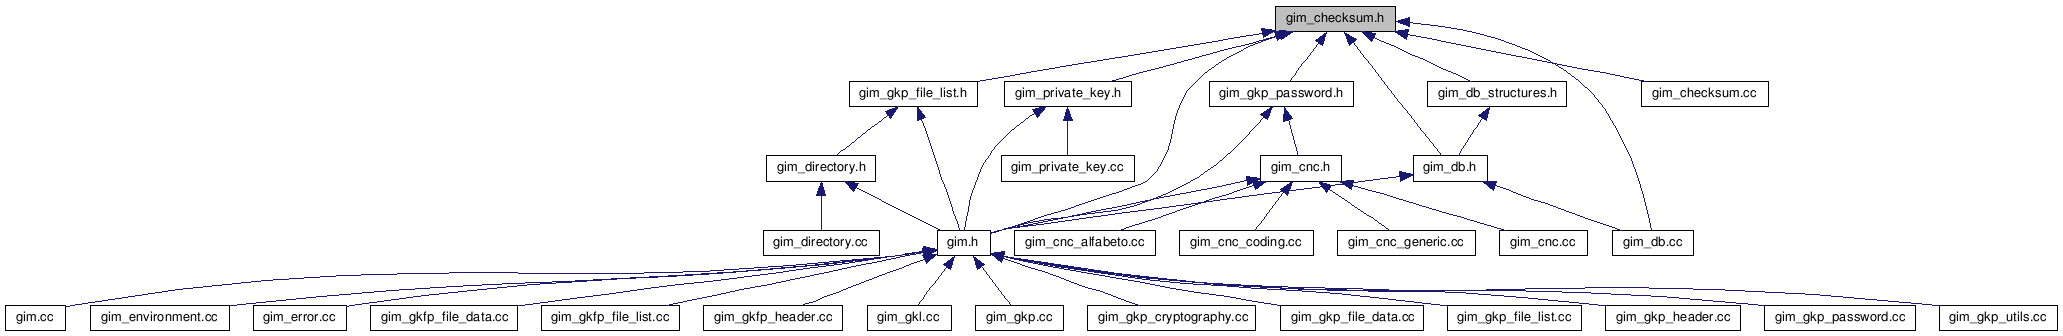 gim_checksum.h
gim_gkp_file_list.h
gim_private_key.h
gim_gkp_password.h
gim_db_structures.h
gim_checksum.cc
gim_directory.h
gim_private_key.cc
gim_cnc.h
gim_db.h
gim_directory.cc
gim.h
gim_cnc_alfabeto.cc
gim_cnc_coding.cc
gim_cnc_generic.cc
gim_cnc.cc
gim_db.cc
gim.cc
gim_environment.cc
gim_error.cc
gim_gkfp_file_data.cc
gim_gkfp_file_list.cc
gim_gkfp_header.cc
gim_gkl.cc
gim_gkp.cc
gim_gkp_cryptography.cc
gim_gkp_file_data.cc
gim_gkp_file_list.cc
gim_gkp_header.cc
gim_gkp_password.cc
gim_gkp_utils.cc